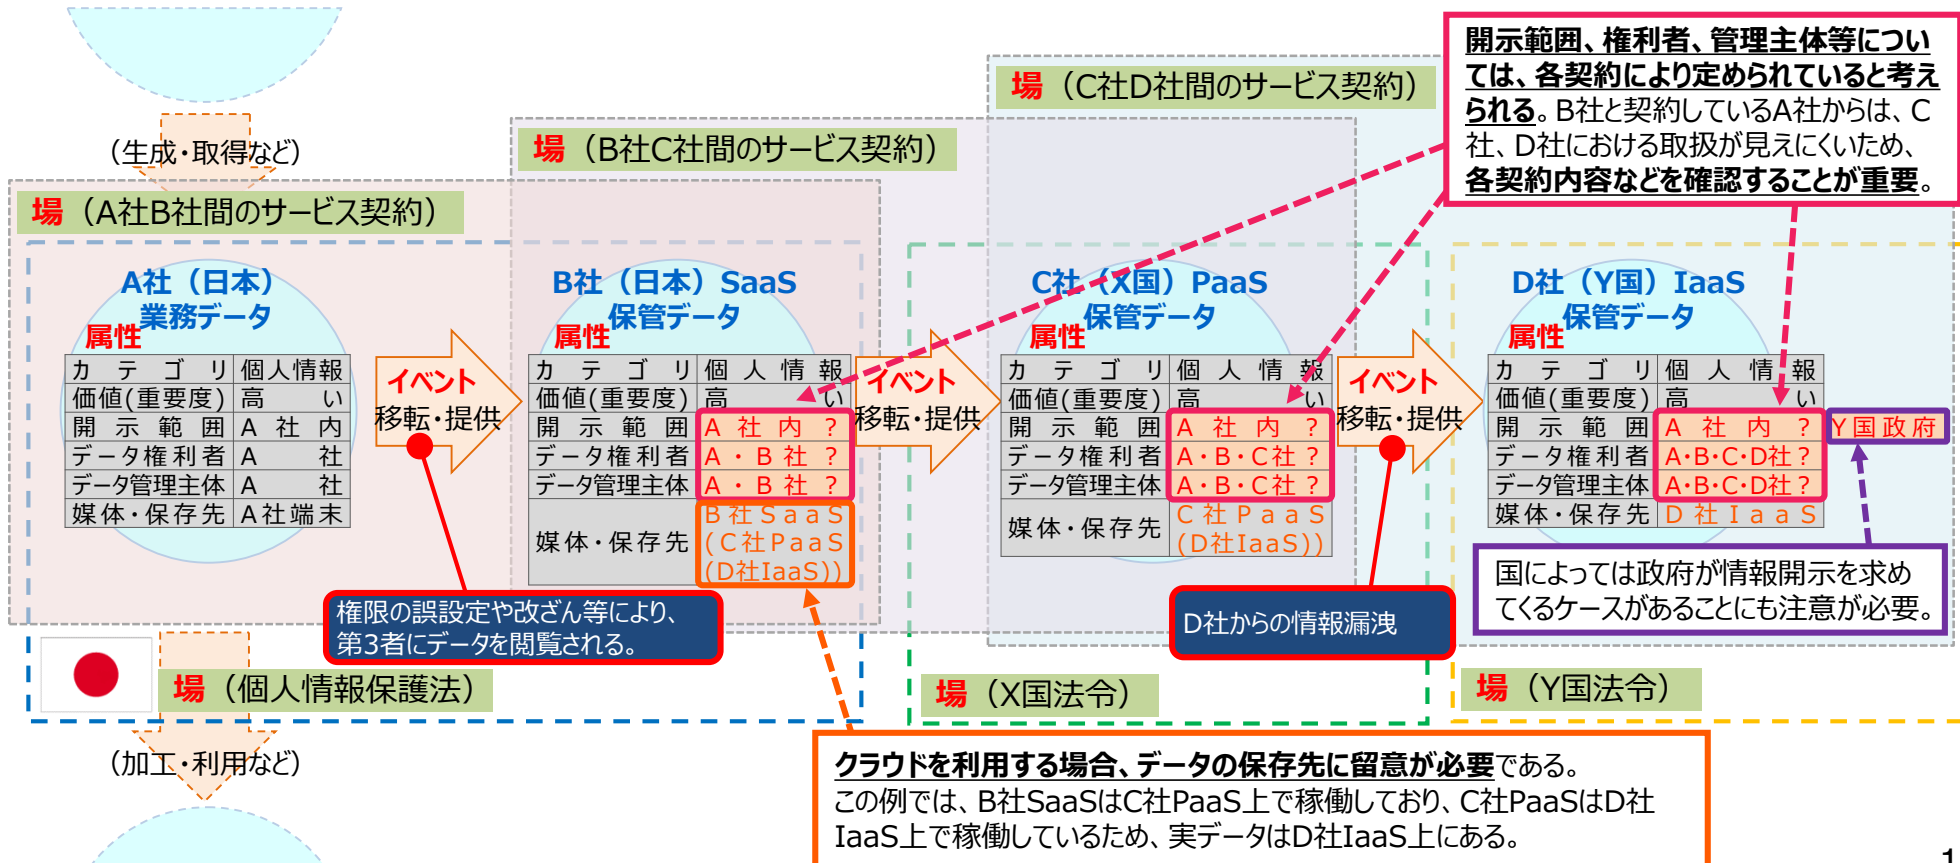 開示範囲、権利者、管理主体等につい
ては、各契約により定められていると考え
られる。B社と契約しているA社からは、C
社、D社における取扱が見えにくいため、
各契約内容などを確認することが重要。
場（C社D社間のサービス契約）
場（B社C社間のサービス契約）
（生成・取得など）
場（A社B社間のサービス契約）
A社（日本）
業務データ
属性
カテゴリ 個人情報
価値(重要度) 高い
開示範囲 A社内
データ権利者 A社
データ管理主体 A社
媒体・保存先 A社端末
イベント
移転・提供
B社（日本）SaaS
保管データ
属性
カテゴリ 個人情報
価値(重要度) 高い
開示範囲 A社内?
データ権利者 A・B社?
データ管理主体 A・B社?
媒体・保存先 B社SaaS
(C社PaaS
(D社IaaS))
イベント
移転・提供
C社（X国）PaaS
保管データ
属性
カテゴリ 個人情報
価値(重要度) 高い
開示範囲 A社内?
データ権利者 A・B・C社?
データ管理主体 A・B・C社?
媒体・保存先 C社PaaS
(D社IaaS))
イベント
移転・提供
D社（Y国）IaaS
保管データ
属性
カテゴリ 個人情報
価値(重要度) 高い
開示範囲 A社内? Y国政府
データ権利者 A・B・C・D社?
データ管理主体 A・B・C・D社?
媒体・保存先 D社IaaS
権限の誤設定や改ざん等により、
第3者にデータを閲覧される。
D社からの情報漏洩
国によっては政府が情報開示を求め
てくるケースがあることにも注意が必要。
場（個人情報保護法）
場（X国法令）
場（Y国法令）
（加工・利用など）
クラウドを利用する場合、データの保存先に留意が必要である。
この例では、B社SaaSはC社PaaS上で稼働しており、C社PaaSはD社
IaaS上で稼働しているため、実データはD社IaaS上にある。